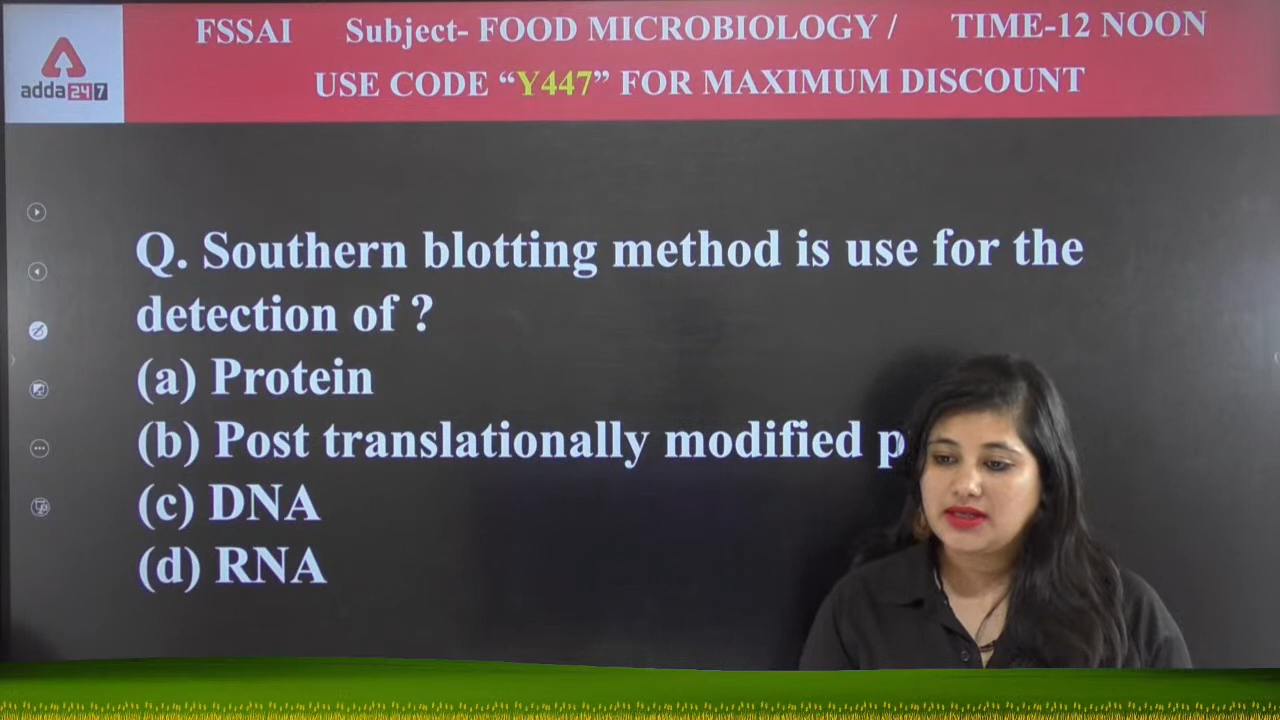 FSSAI Subject- FOOD MICROBIOLOGY / TIME-12 NOON
USE CODE “Y447” FOR MAXIMUM DISCOUNT
adda247
Q. Southern blotting method is use for the
detection of ?
(a) Protein
(b) Post translationally modified
(c) DNA
(d) RNA